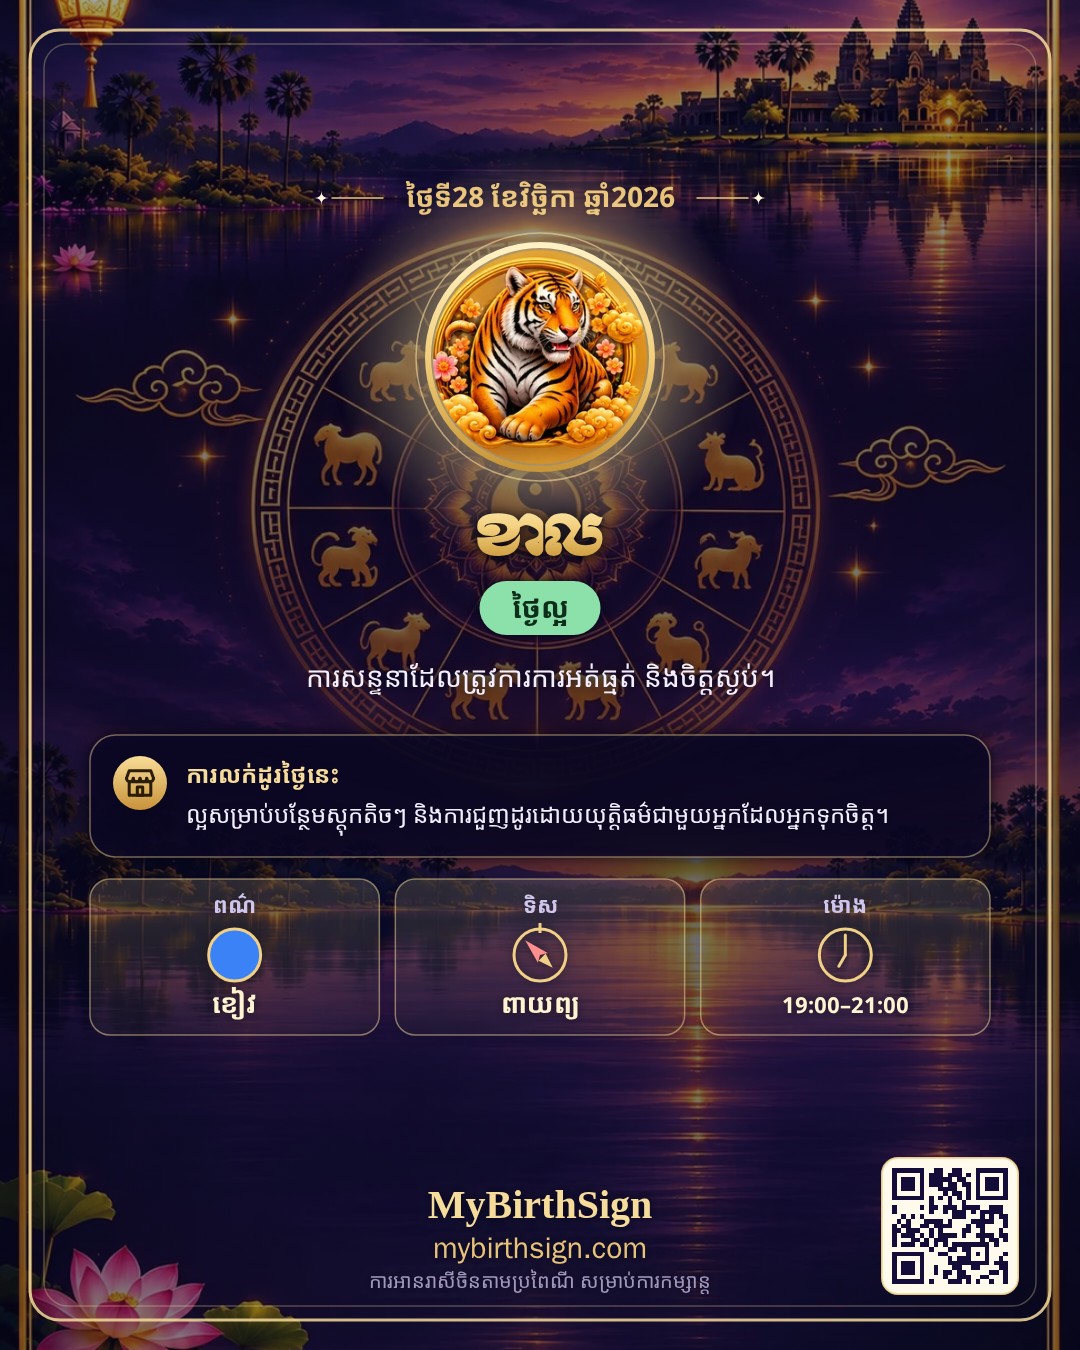 ថ្ងៃទី28 ខែវិច្ឆិកា ឆ្នាំ2026
ខាល
ថ្ងៃល្អ
ការសន្ទនាដែលត្រូវការការអត់ធ្មត់ និងចិត្តស្ងប់។
ការលក់ដូរថ្ងៃនេះ
ល្អសម្រាប់បន្ថែមស្តុកតិចៗ និងការជួញដូរដោយយុត្តិធម៌ជាមួយអ្នកដែលអ្នកទុកចិត្ត។
ពណ៌
ទិស
ម៉ោង
ខៀវ
ពាយព្យ
19:00–21:00
MyBirthSign
mybirthsign.com
ការអានរាសីចិនតាមប្រពៃណី សម្រាប់ការកម្សាន្ត